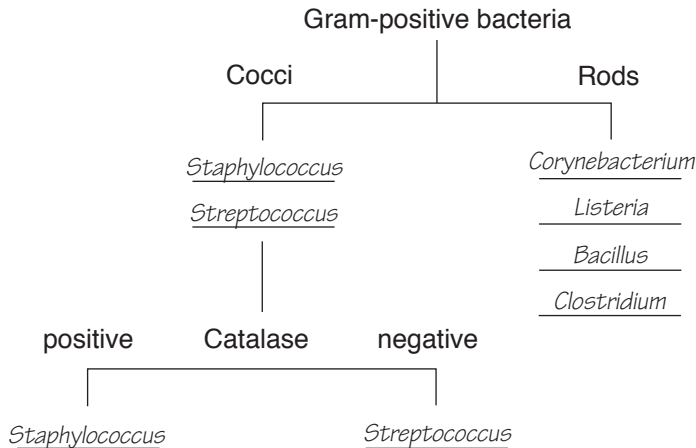 Gram-positive bacteria
Cocci Rods
Staphylococcus
Streptococcus
Corynebacterium
Listeria
Bacillus
Clostridium
positive Catalase negative
Staphylococcus Streptococcus